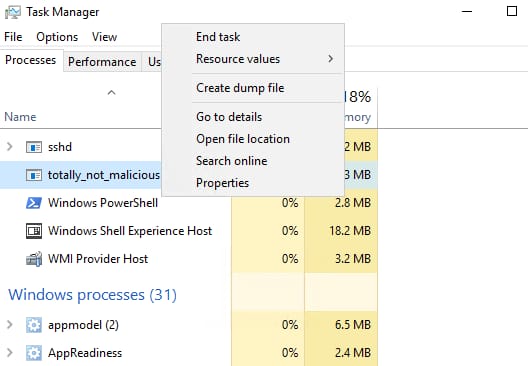 Task Manager
File Options View
Processes Performance Us
End task
Resource values
Create dump file
Go to details
Open file location
Search online
Properties
18%
Name mory
sshd 2 MB
totally_not_malicious 3 MB
Windows PowerShell 0% 2.8 MB
Windows Shell Experience Host 0% 18.2 MB
WMI Provider Host 0% 3.2 MB
Windows processes (31)
appmodel (2) 0% 6.5 MB
AppReadiness 0% 2.4 MB